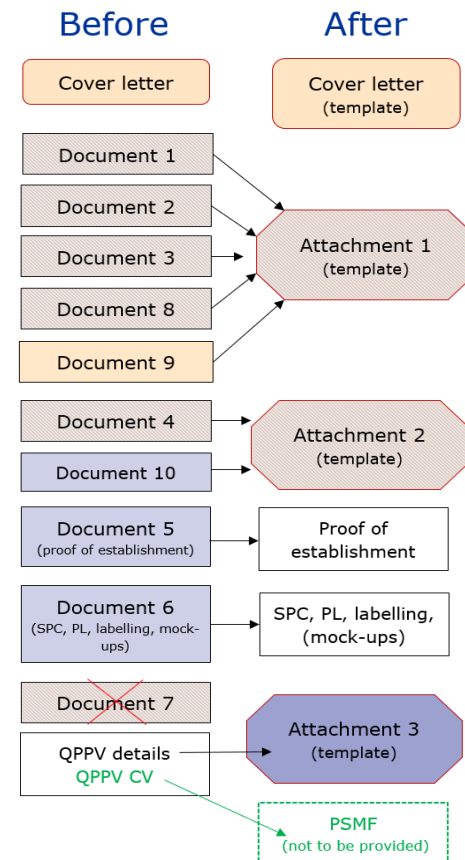 Before
After
Cover letter
Cover letter
(template)
Document 1
Document 2
Document 3
Document 8
Document 9
Attachment 1
(template)
Document 4
Document 10
Attachment 2
(template)
Document 5
(proof of establishment)
Proof of
establishment
Document 6
(SPC, PL, labelling, mock-
ups)
SPC, PL, labelling,
(mock-ups)
Document 7
QPPV details
QPPV CV
Attachment 3
(template)
PSMF
(not to be provided)